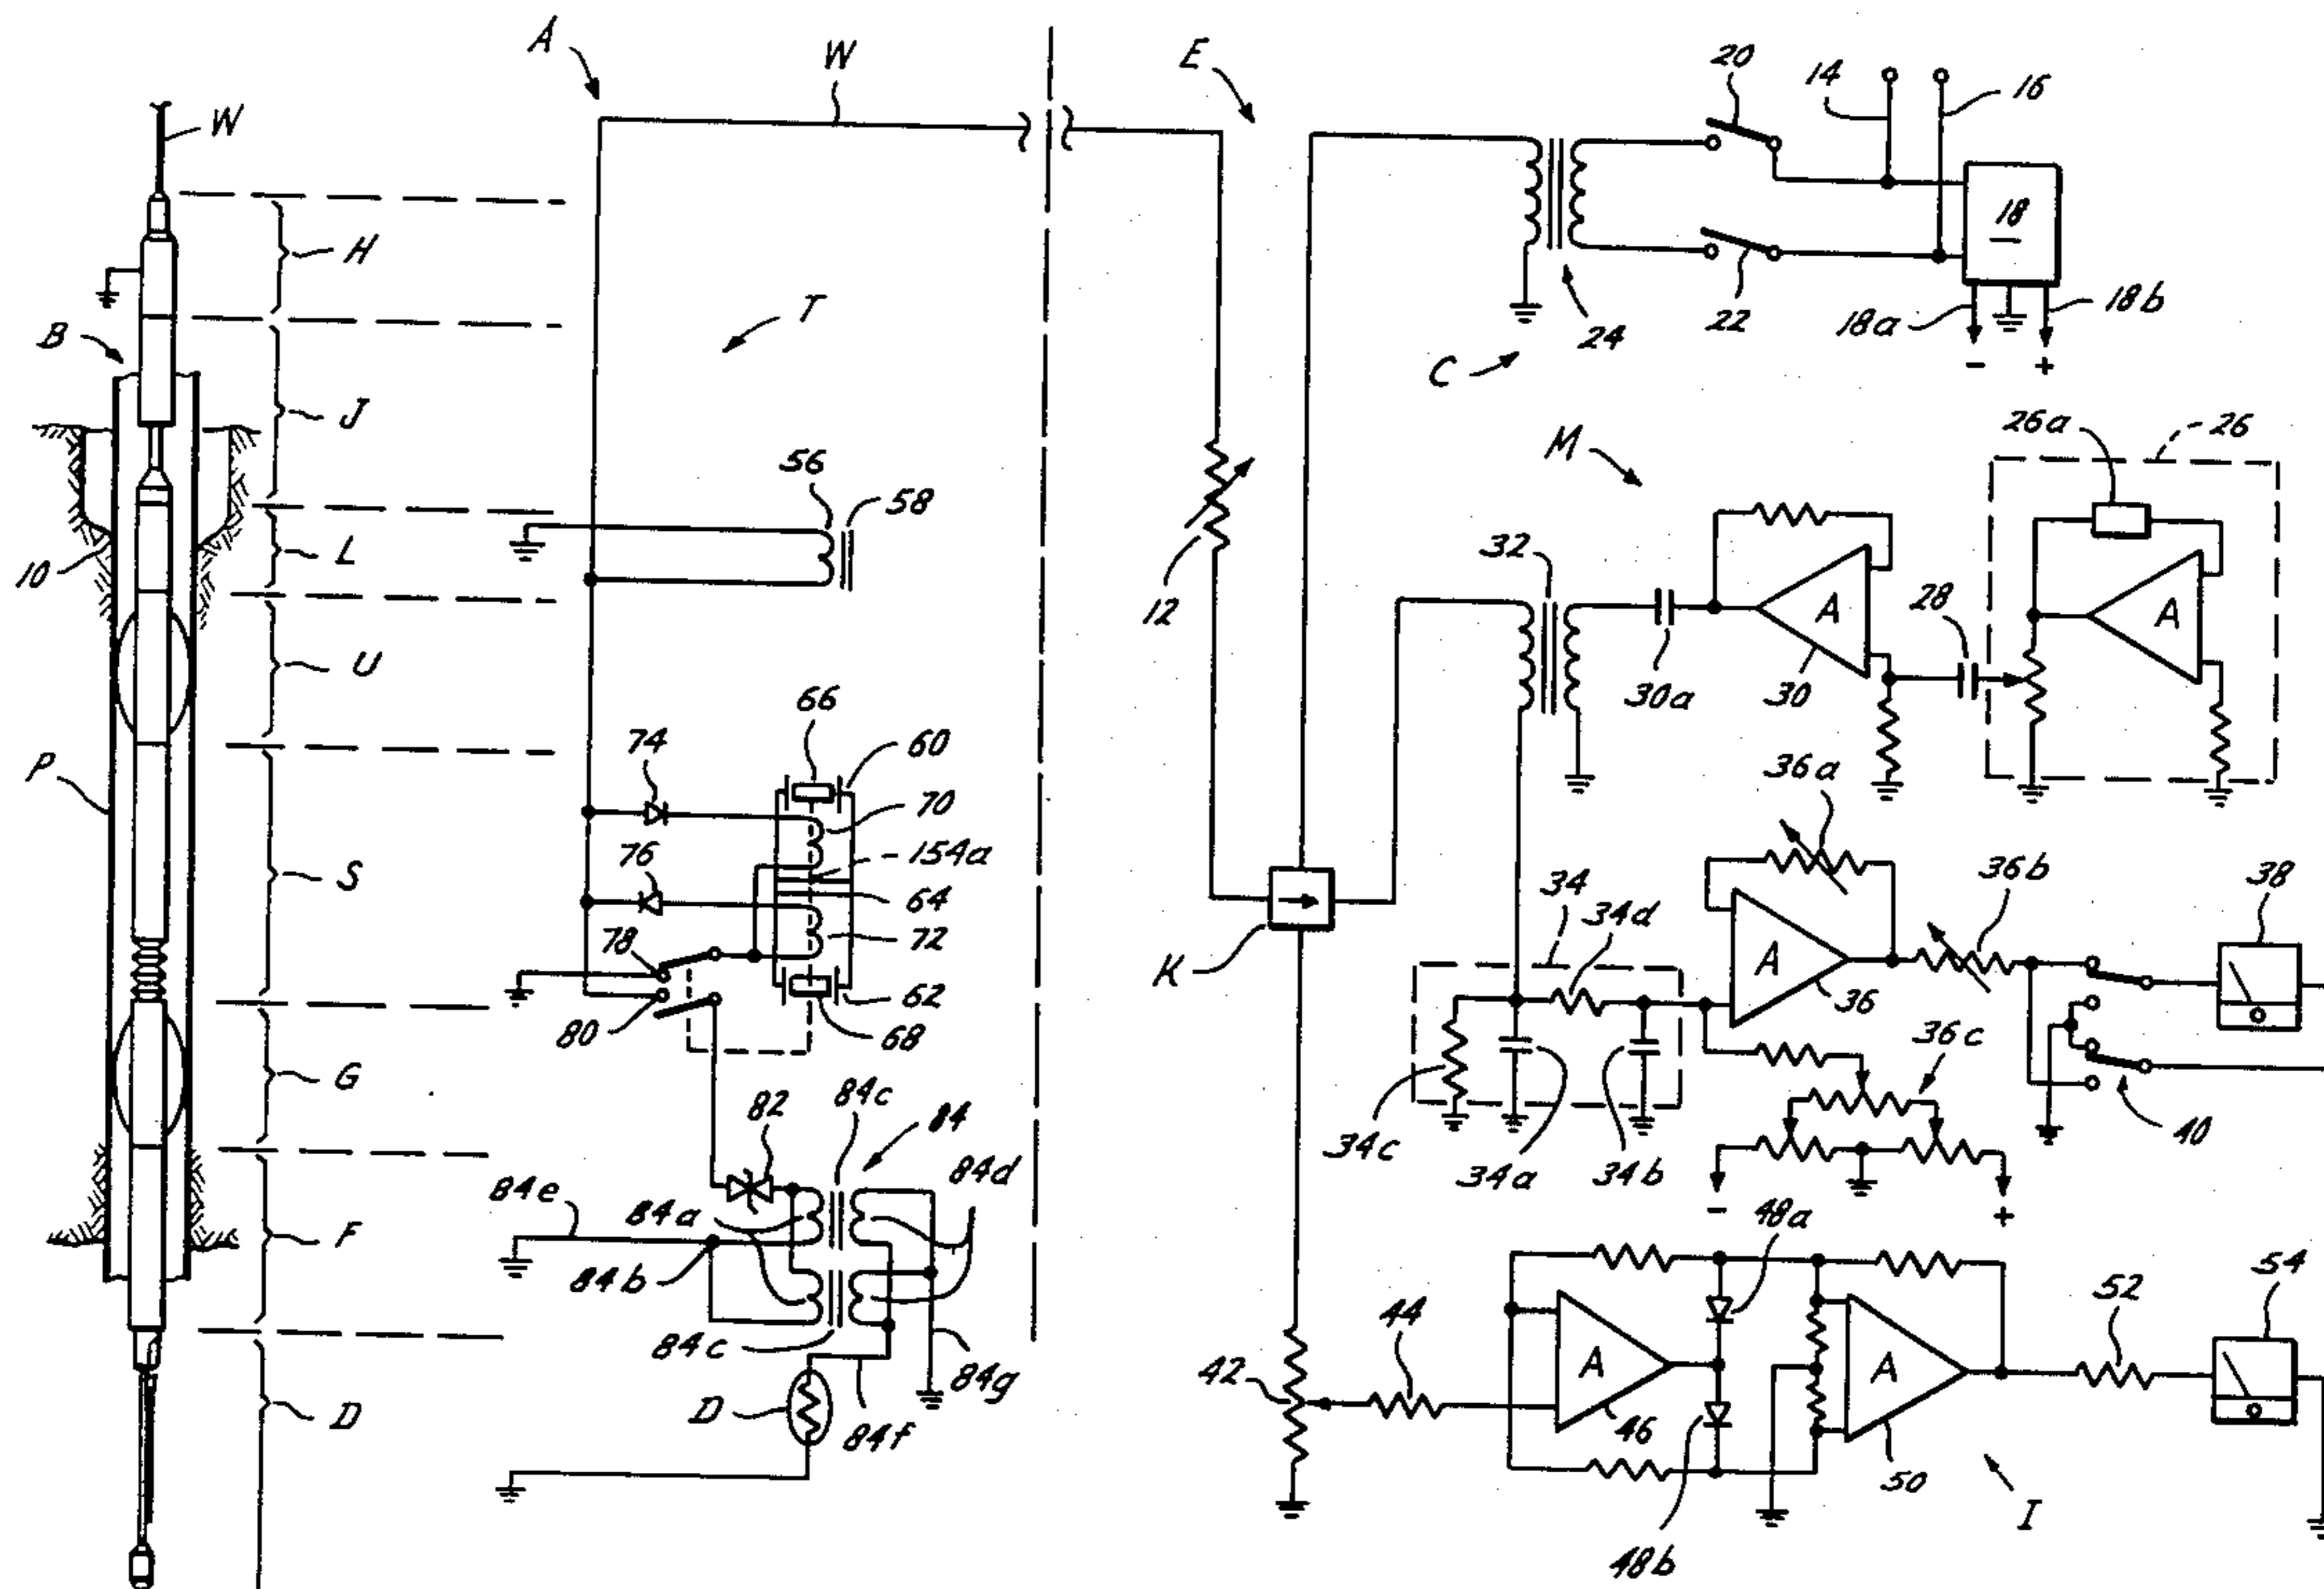 A
W
E
20
14
16
W
18
H
T
22
24
18a
18b
- +
B
C
J
26a
26
M
56
58
32
10
L
12
A
28
A
30a
30
U
66
60
74
70
36a
P
154a
76
34
36b
38
S
64
34d
78
72
A
K
36
62
80
68
36c
G
84c
82
84
34c
40
84d
34a
34b
84e
84a
- +
48a
F
84b
54
52
44
84c
A
A
42
84g
D
D
84f
46
50
I
48b